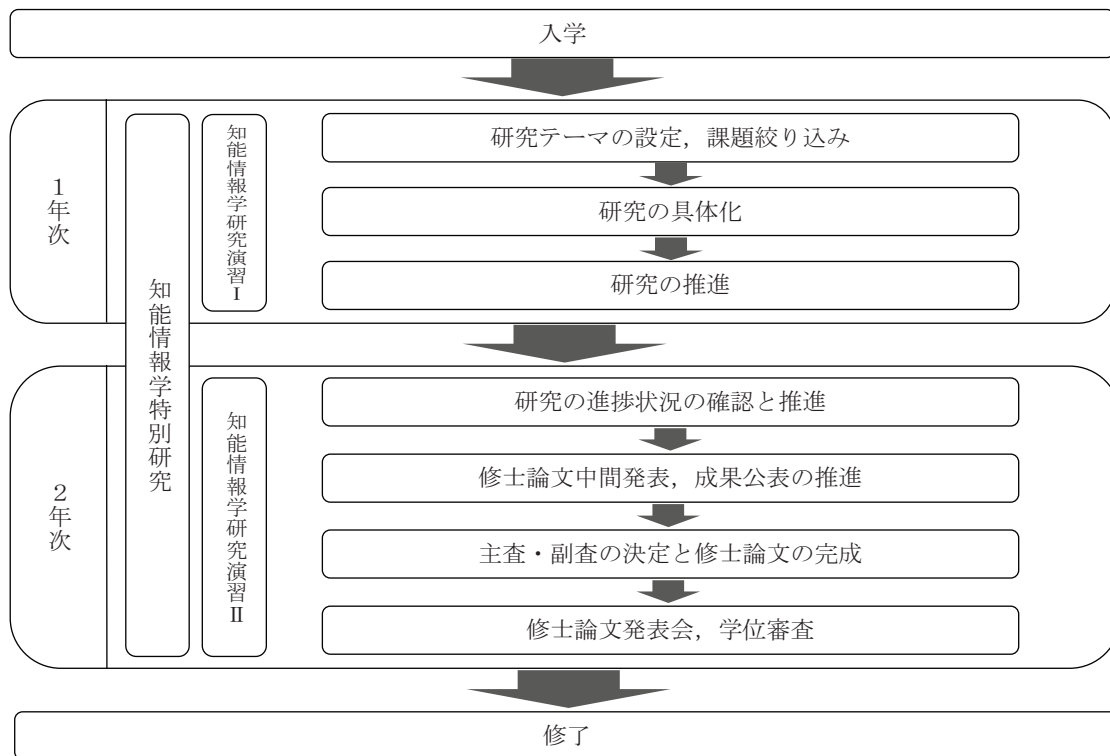 入学
1年次
知能情報学特別研究
知能情報学研究演習Ⅰ
研究テーマの設定，課題絞り込み
研究の具体化
研究の推進
2年次
知能情報学研究演習Ⅱ
研究の進捗状況の確認と推進
修士論文中間発表，成果公表の推進
主査・副査の決定と修士論文の完成
修士論文発表会，学位審査
修了